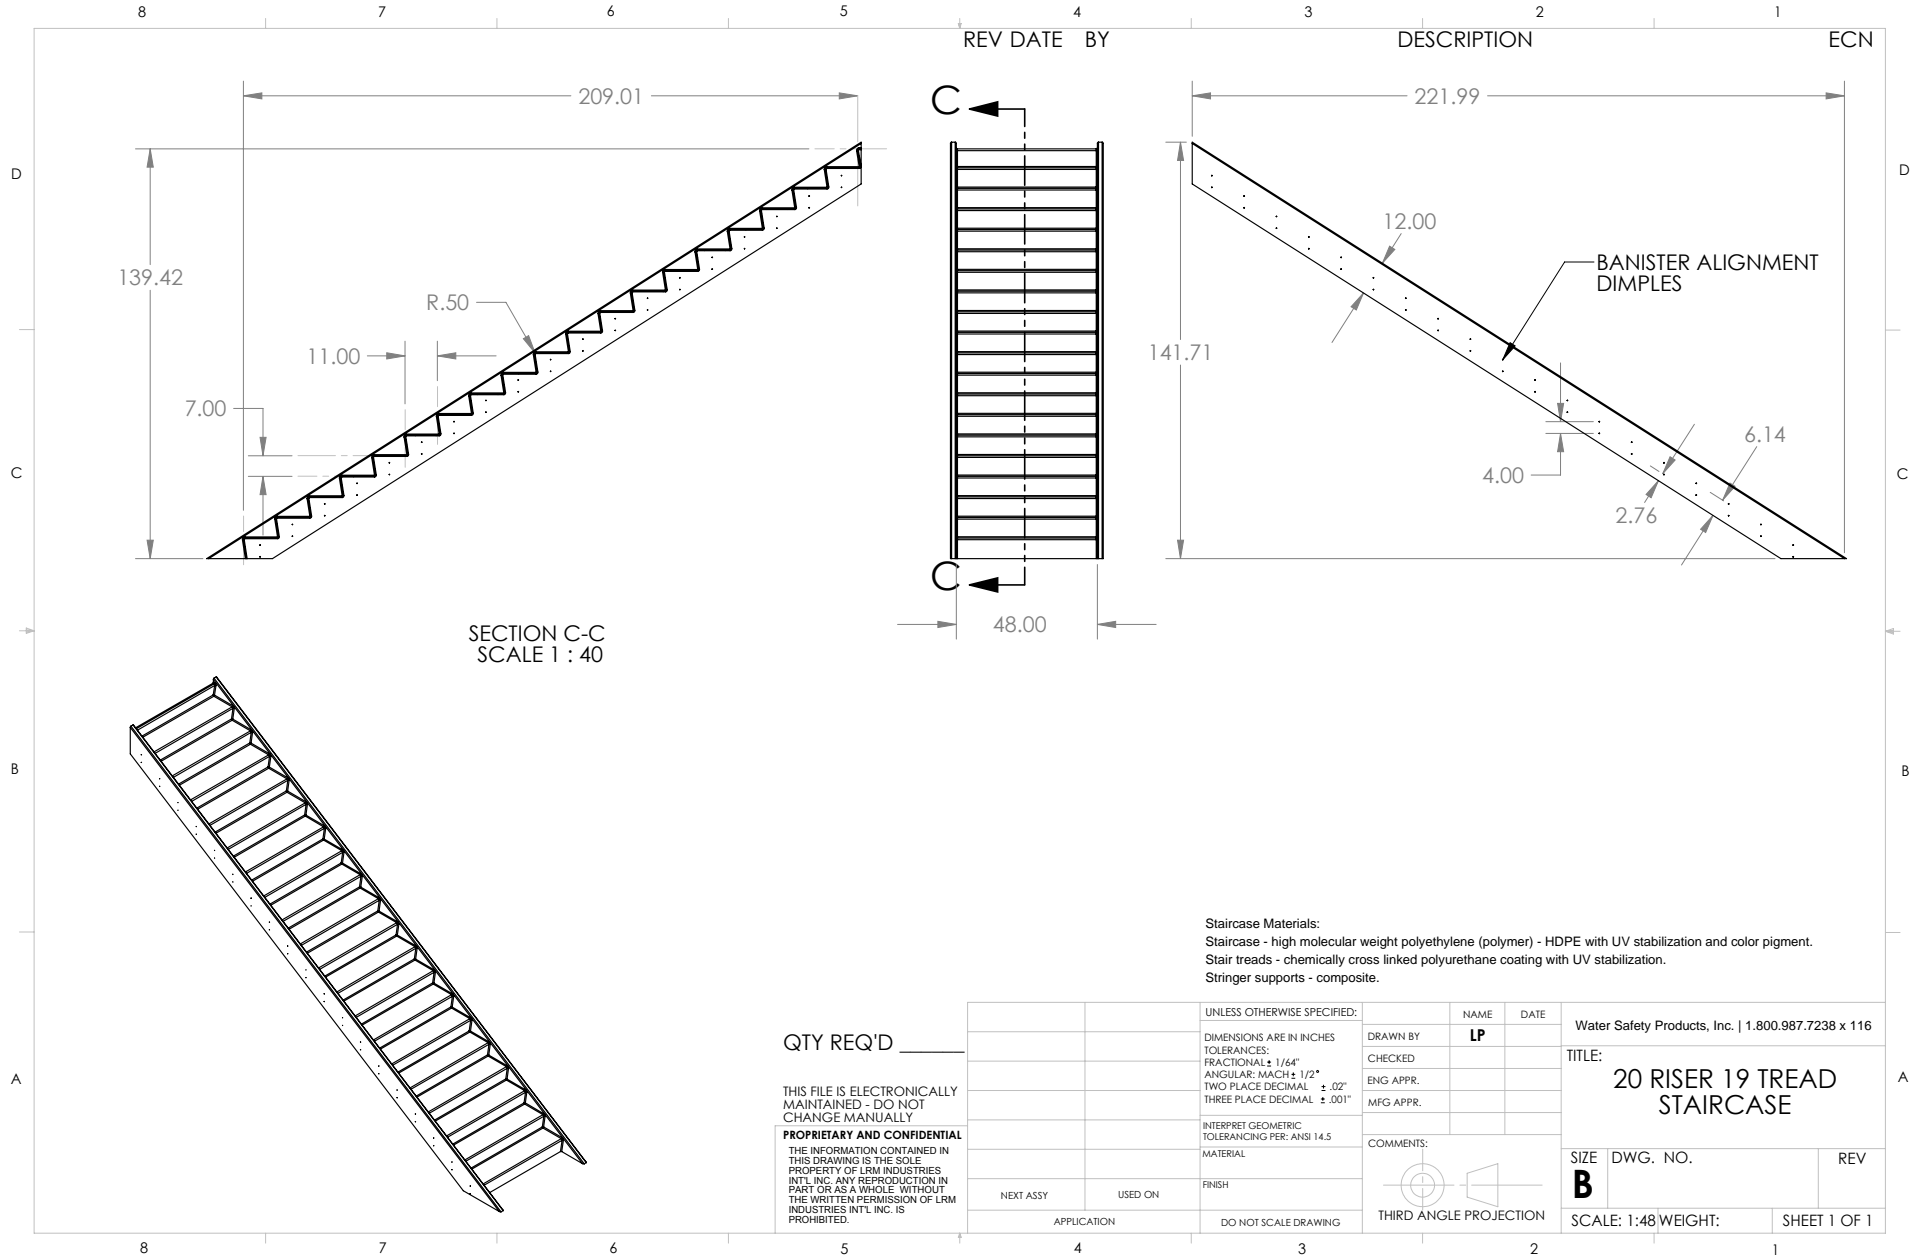 8 7 6 5 4 3 2 1
REV DATE BY DESCRIPTION ECN
209.01
221.99
C
D
D
12.00
BANISTER ALIGNMENT
DIMPLES
139.42
R.50
11.00
141.71
7.00
6.14
4.00
2.76
C
C
C
48.00
SECTION C-C
SCALE 1 : 40
B
B
Staircase Materials:
Staircase - high molecular weight polyethylene (polymer) - HDPE with UV stabilization and color pigment.
Stair treads - chemically cross linked polyurethane coating with UV stabilization.
Stringer supports - composite.
A
A
QTY REQ'D ______
THIS FILE IS ELECTRONICALLY
MAINTAINED - DO NOT
CHANGE MANUALLY
PROPRIETARY AND CONFIDENTIAL
THE INFORMATION CONTAINED IN
THIS DRAWING IS THE SOLE
PROPERTY OF LRM INDUSTRIES
INT'L INC. ANY REPRODUCTION IN
PART OR AS A WHOLE WITHOUT
THE WRITTEN PERMISSION OF LRM
INDUSTRIES INT'L INC. IS
PROHIBITED.
NEXT ASSY USED ON
APPLICATION
UNLESS OTHERWISE SPECIFIED:
DIMENSIONS ARE IN INCHES
TOLERANCES:
FRACTIONAL ± 1/64"
ANGULAR: MACH ± 1/2°
TWO PLACE DECIMAL ± .02"
THREE PLACE DECIMAL ± .001"
INTERPRET GEOMETRIC
TOLERANCING PER: ANSI 14.5
MATERIAL
FINISH
DO NOT SCALE DRAWING
NAME DATE
DRAWN BY LP
CHECKED
ENG APPR.
MFG APPR.
COMMENTS:
THIRD ANGLE PROJECTION
Water Safety Products, Inc. | 1.800.987.7238 x 116
TITLE:
20 RISER 19 TREAD
STAIRCASE
SIZE DWG. NO. REV
B
SCALE: 1:48 WEIGHT: SHEET 1 OF 1
8 7 6 5 4 3 2 1